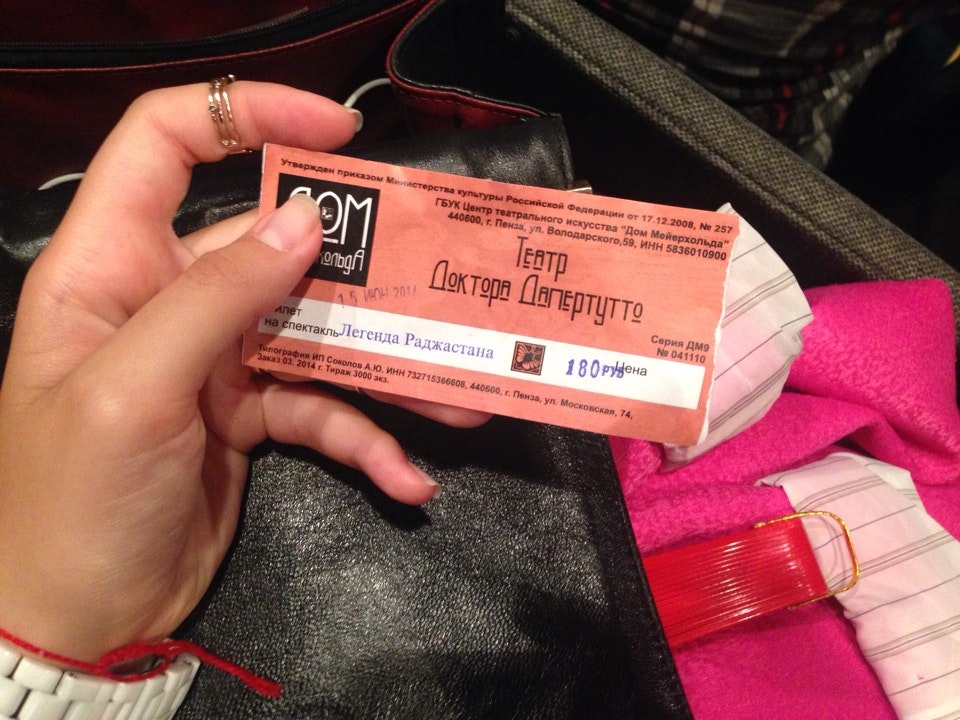 Утвержден приказом Министерства культуры Российской Федерации от 17.12.2008, № 257
ГБУК Центр театрального искусства "Дом Мейерхольда"
440600, г. Пенза, ул. Володарского,59, ИНН 5836010900
ДОМ
Театр
Доктора Дапертутто
15 ИЮН 2014
Серия ДМ9
№ 041110
на спектакль Легенда Раджастана
180 РУБ Цена
Типография ИП Соколов А.Ю. ИНН 732715366608, 440600, г. Пенза, ул. Московская, 74,
Заказ 03. 2014 г. Тираж 3000 экз.